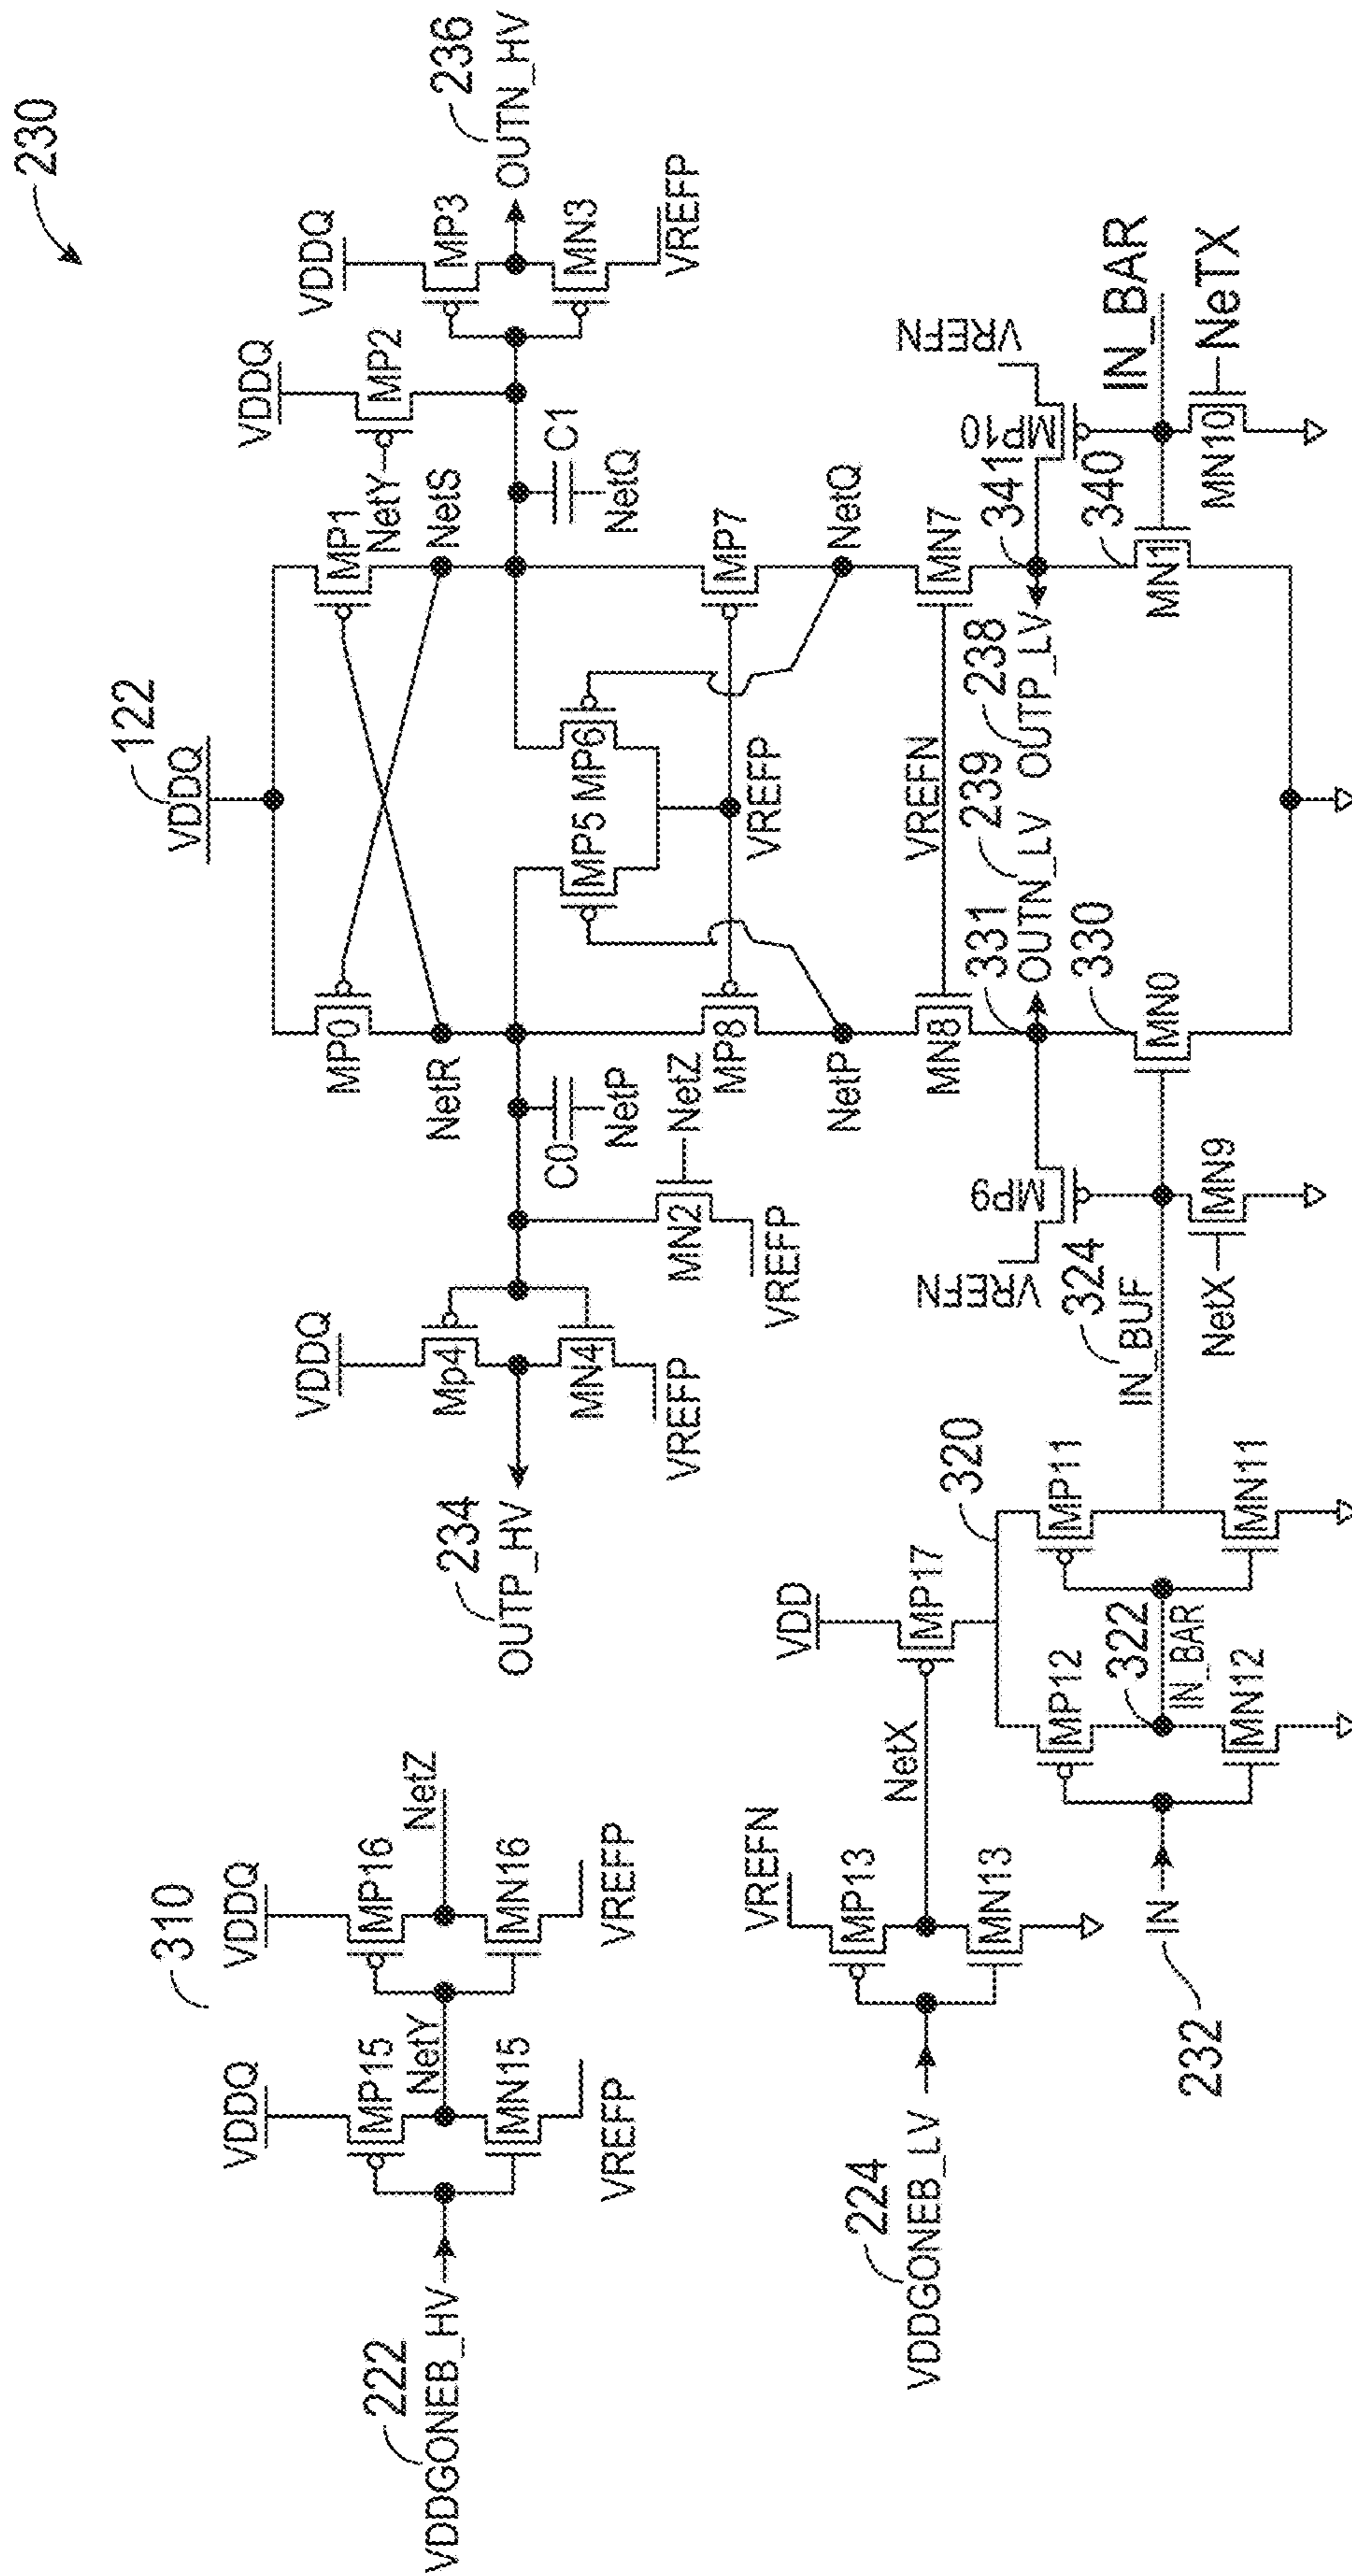 230
122
VDDQ
VDDQ
VDDQ
MP0
MP1
NetY
MP2
MP3
236
OUTN_HV
MN3
VREFP
NetR
NetS
C0
NetP
C1
NetQ
VDDQ
Mp4
MN4
VREFP
234
OUTP_HV
MN2
NetZ
VREFP
MP5
MP6
MP8
MP7
VREFP
NetP
NetQ
MN8
MN7
VREFN
331
OUTN_LV
239
238
OUTP_LV
341
330
340
MN0
MN1
VREFN
MP9
VREFN
MP10
IN_BAR
MN10
NeTX
324
IN_BUF
NetX
MN9
310
VDDQ
VDDQ
MP15
MP16
NetY
NetZ
MN15
MN16
VREFP
VREFP
222
VDDGONEB_HV
VREFN
MP13
NetX
MN13
224
VDDGONEB_LV
VDD
MP17
320
MP12
MP11
322
IN_BAR
MN12
MN11
IN
232